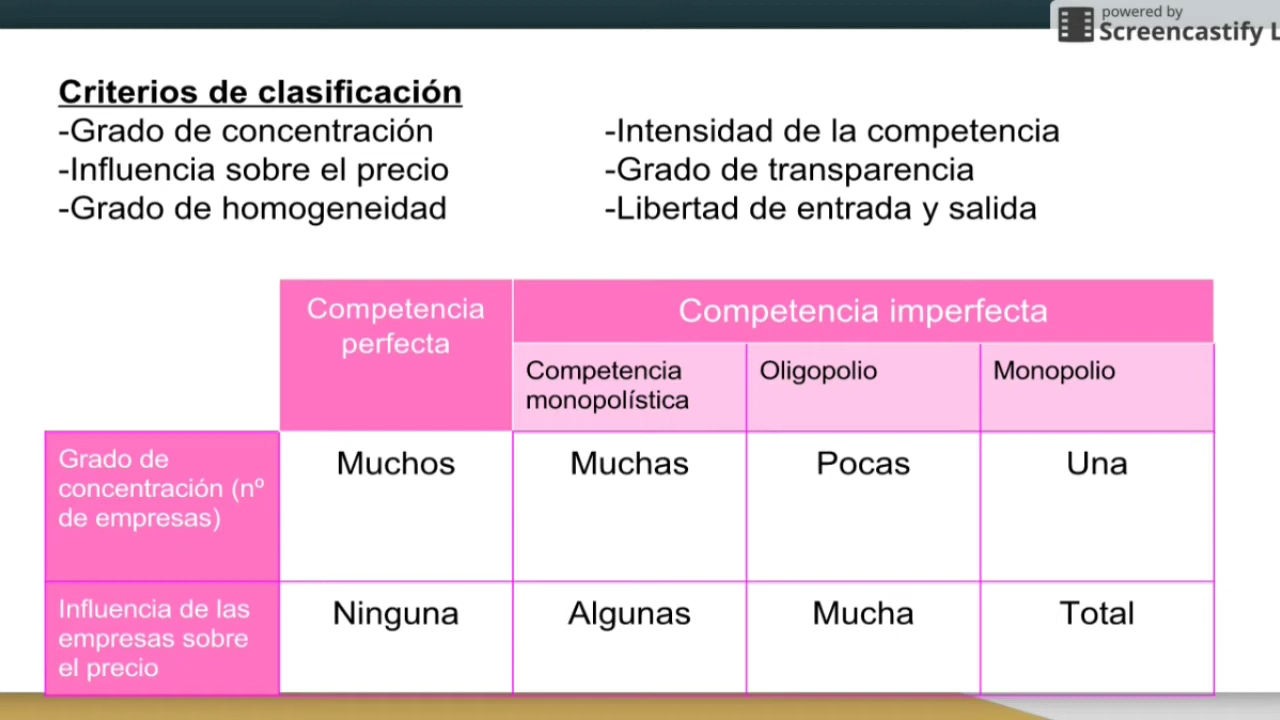 powered by
Screencastify L
Criterios de clasificación
-Grado de concentración
-Influencia sobre el precio
-Grado de homogeneidad
-Intensidad de la competencia
-Grado de transparencia
-Libertad de entrada y salida
Competencia
perfecta
Competencia imperfecta
Competencia
monopolística
Oligopolio
Monopolio
Grado de
concentración (nº
de empresas)
Muchos
Muchas
Pocas
Una
Influencia de las
empresas sobre
el precio
Ninguna
Algunas
Mucha
Total